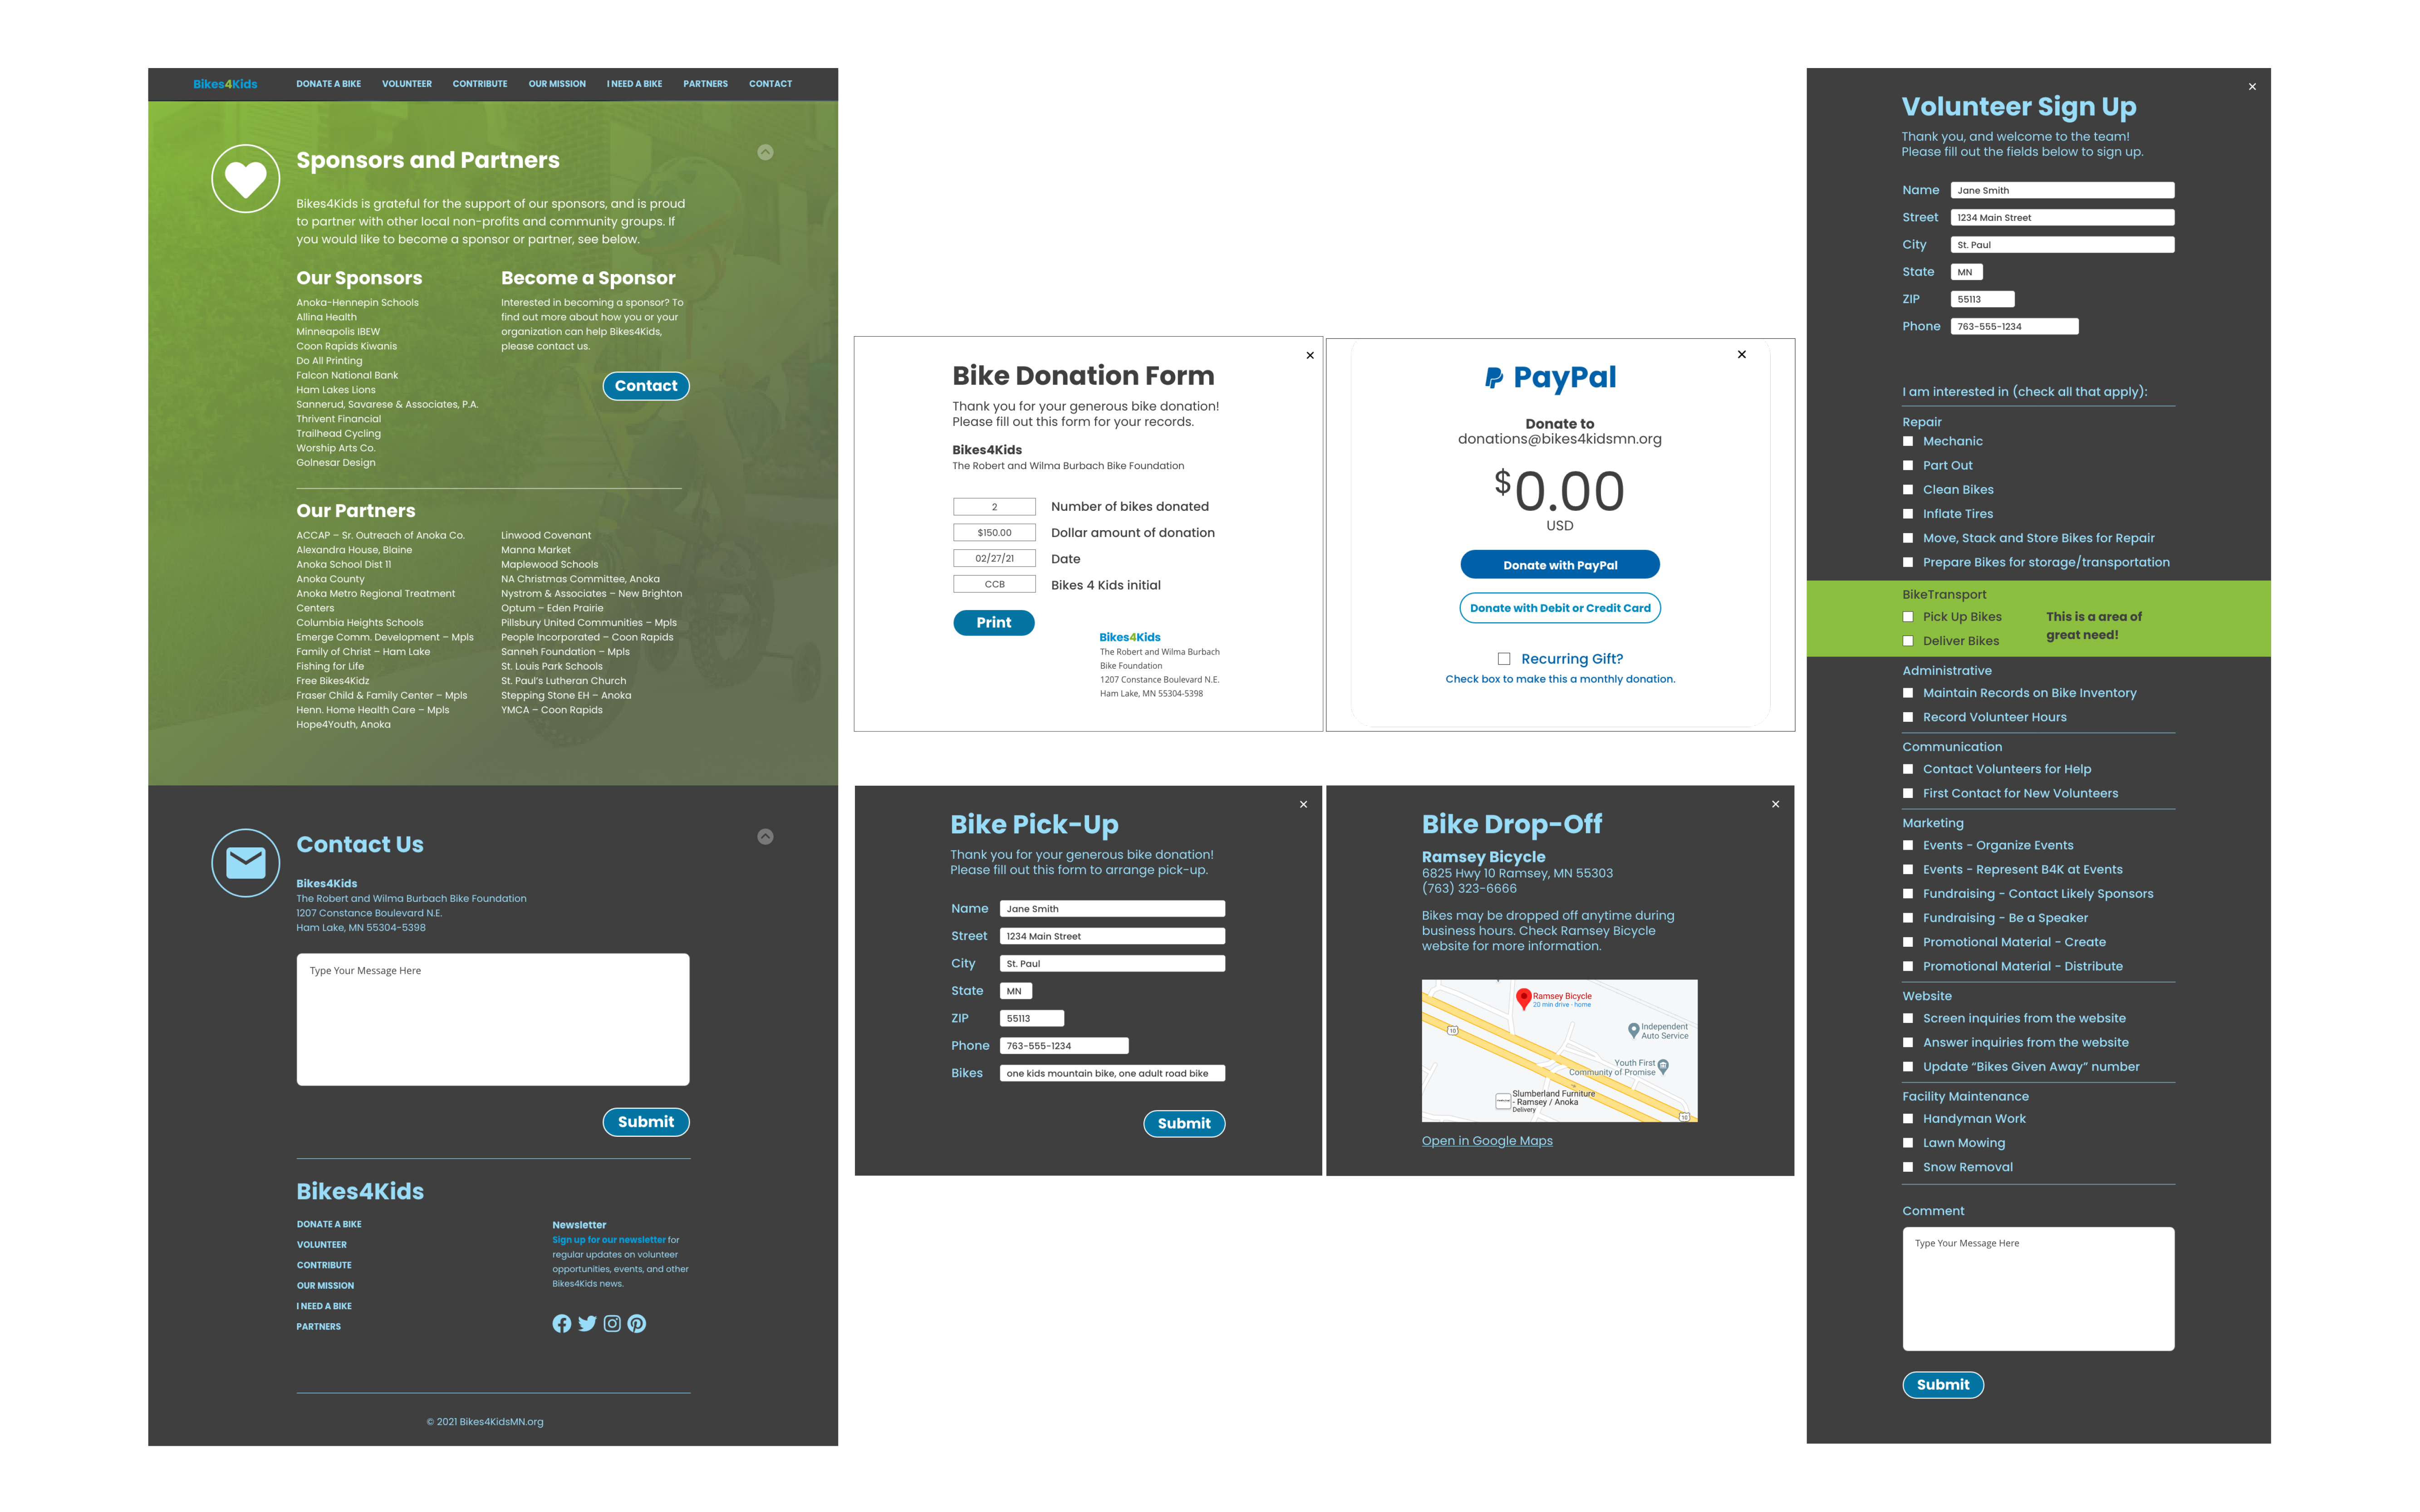 Bikes4Kids DONATE A BIKE VOLUNTEER CONTRIBUTE OUR MISSION I NEED A BIKE PARTNERS CONTACT
Sponsors and Partners
Bikes4Kids is grateful for the support of our sponsors, and is proud
to partner with other local non-profits and community groups. If
you would like to become a sponsor or partner, see below.
Our Sponsors
Anoka-Hennepin Schools
Allina Health
Minneapolis IBEW
Coon Rapids Kiwanis
Do All Printing
Falcon National Bank
Ham Lakes Lions
Sannerud, Savarese & Associates, P.A.
Thrivent Financial
Trailhead Cycling
Worship Arts Co.
Golnesar Design
Become a Sponsor
Interested in becoming a sponsor? To
find out more about how you or your
organization can help Bikes4Kids,
please contact us.
Contact
Our Partners
ACCAP – Sr. Outreach of Anoka Co.
Alexandra House, Blaine
Anoka School Dist 11
Anoka County
Anoka Metro Regional Treatment
Centers
Columbia Heights Schools
Emerge Comm. Development – Mpls
Family of Christ – Ham Lake
Fishing for Life
Free Bikes4Kidz
Fraser Child & Family Center – Mpls
Henn. Home Health Care – Mpls
Hope4Youth, Anoka
Linwood Covenant
Manna Market
Maplewood Schools
NA Christmas Committee, Anoka
Nystrom & Associates – New Brighton
Optum – Eden Prairie
Pillsbury United Communities – Mpls
People Incorporated – Coon Rapids
Sanneh Foundation – Mpls
St. Louis Park Schools
St. Paul's Lutheran Church
Stepping Stone EH – Anoka
YMCA – Coon Rapids
Contact Us
Bikes4Kids
The Robert and Wilma Burbach Bike Foundation
1207 Constance Boulevard N.E.
Ham Lake, MN 55304-5398
Type Your Message Here
Submit
Bikes4Kids
DONATE A BIKE
VOLUNTEER
CONTRIBUTE
OUR MISSION
I NEED A BIKE
PARTNERS
Newsletter
Sign up for our newsletter for
regular updates on volunteer
opportunities, events, and other
Bikes4Kids news.
© 2021 Bikes4KidsMN.org
Bike Donation Form
Thank you for your generous bike donation!
Please fill out this form for your records.
Bikes4Kids
The Robert and Wilma Burbach Bike Foundation
2 Number of bikes donated
$150.00 Dollar amount of donation
02/27/21 Date
CCB Bikes 4 Kids initial
Print
Bikes4Kids
The Robert and Wilma Burbach
Bike Foundation
1207 Constance Boulevard N.E.
Ham Lake, MN 55304-5398
PayPal
Donate to
donations@bikes4kidsmn.org
$0.00
USD
Donate with PayPal
Donate with Debit or Credit Card
Recurring Gift?
Check box to make this a monthly donation.
Bike Pick-Up
Thank you for your generous bike donation!
Please fill out this form to arrange pick-up.
Name Jane Smith
Street 1234 Main Street
City St. Paul
State MN
ZIP 55113
Phone 763-555-1234
Bikes one kids mountain bike, one adult road bike
Submit
Bike Drop-Off
Ramsey Bicycle
6825 Hwy 10 Ramsey, MN 55303
(763) 323-6666
Bikes may be dropped off anytime during
business hours. Check Ramsey Bicycle
website for more information.
Ramsey Bicycle
20 min drive - home
10
Independent
Auto Service
Youth First
Community of Promise
Slumberland Furniture
- Ramsey / Anoka
Delivery
10
Open in Google Maps
Volunteer Sign Up
Thank you, and welcome to the team!
Please fill out the fields below to sign up.
Name Jane Smith
Street 1234 Main Street
City St. Paul
State MN
ZIP 55113
Phone 763-555-1234
I am interested in (check all that apply):
Repair
Mechanic
Part Out
Clean Bikes
Inflate Tires
Move, Stack and Store Bikes for Repair
Prepare Bikes for storage/transportation
BikeTransport
Pick Up Bikes
Deliver Bikes
This is a area of
great need!
Administrative
Maintain Records on Bike Inventory
Record Volunteer Hours
Communication
Contact Volunteers for Help
First Contact for New Volunteers
Marketing
Events - Organize Events
Events - Represent B4K at Events
Fundraising - Contact Likely Sponsors
Fundraising - Be a Speaker
Promotional Material - Create
Promotional Material - Distribute
Website
Screen inquiries from the website
Answer inquiries from the website
Update “Bikes Given Away” number
Facility Maintenance
Handyman Work
Lawn Mowing
Snow Removal
Comment
Type Your Message Here
Submit